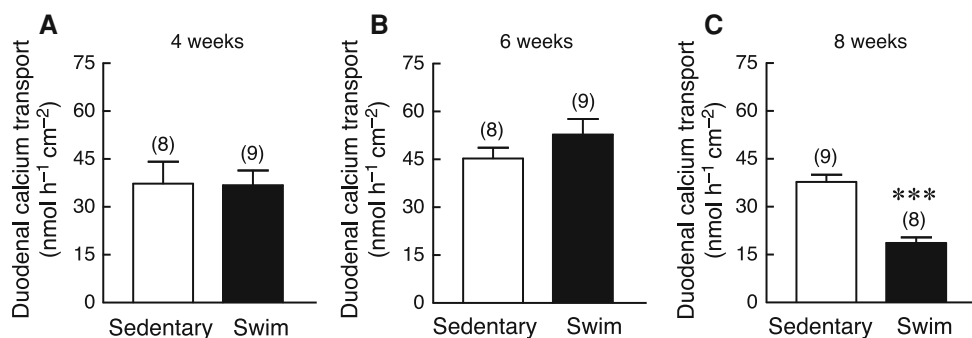 A
4 weeks
Duodenal calcium transport
(nmol h⁻¹ cm⁻²)
75
60
45
30
15
0
(8)
(9)
Sedentary Swim
B
6 weeks
Duodenal calcium transport
(nmol h⁻¹ cm⁻²)
75
60
45
30
15
0
(8)
(9)
Sedentary Swim
C
8 weeks
Duodenal calcium transport
(nmol h⁻¹ cm⁻²)
75
60
45
30
15
0
(9)
***
(8)
Sedentary Swim